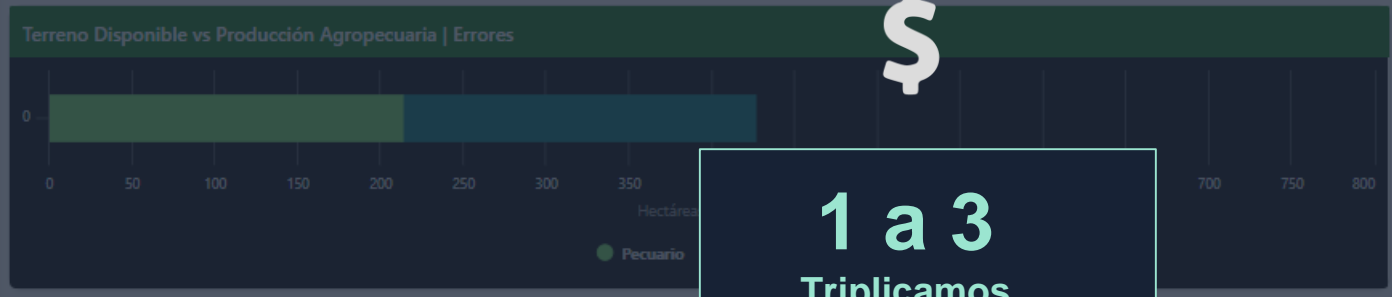 Terreno Disponible vs Producción Agropecuaria | Errores
$
0
0 50 100 150 200 250 300 350 700 750 800
Hectárea
Pecuario
1 a 3
Triplicamos